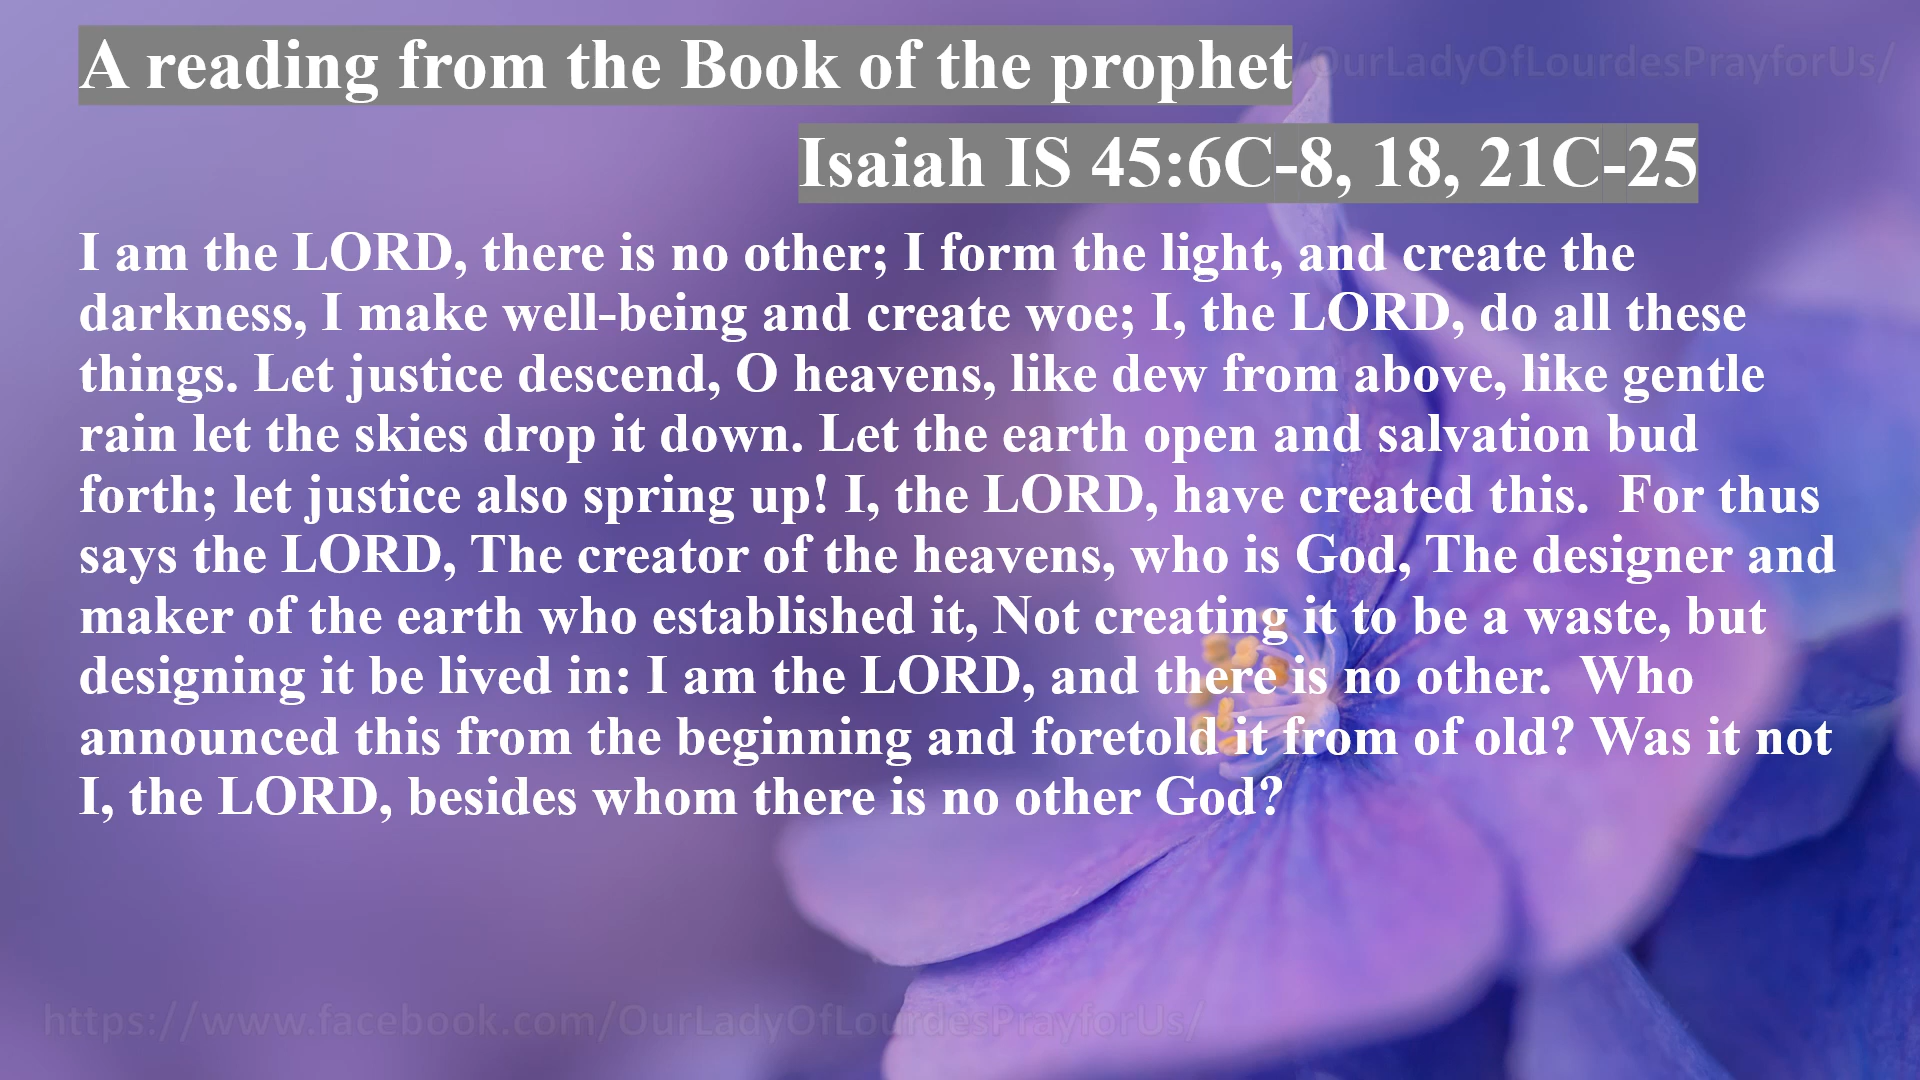 A reading from the Book of the prophet
/OurLadyOfLourdesPrayforUs/
Isaiah IS 45:6C-8, 18, 21C-25
I am the LORD, there is no other; I form the light, and create the
darkness, I make well-being and create woe; I, the LORD, do all these
things. Let justice descend, O heavens, like dew from above, like gentle
rain let the skies drop it down. Let the earth open and salvation bud
forth; let justice also spring up! I, the LORD, have created this.  For thus
says the LORD, The creator of the heavens, who is God, The designer and
maker of the earth who established it, Not creating it to be a waste, but
designing it be lived in: I am the LORD, and there is no other.  Who
announced this from the beginning and foretold it from of old? Was it not
I, the LORD, besides whom there is no other God?
https://www.facebook.com/OurLadyOfLourdesPrayforUs/